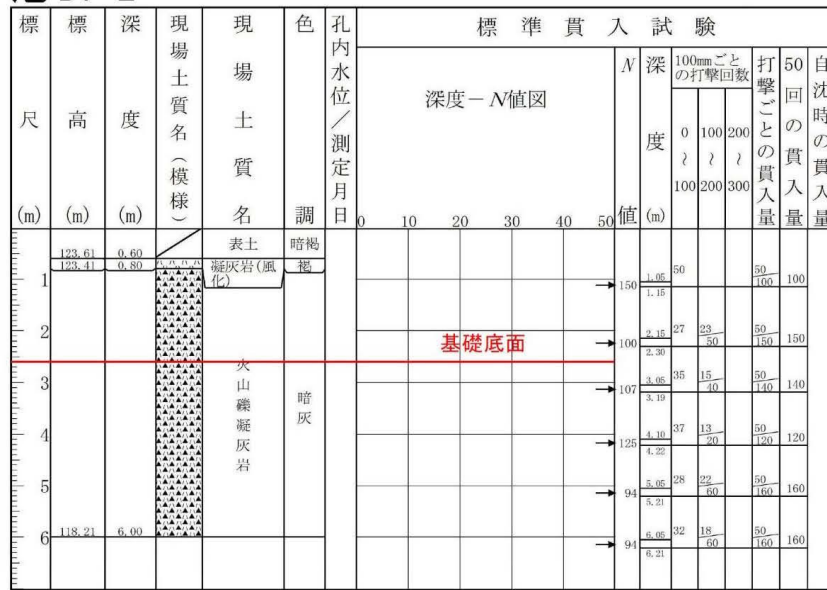 標尺(m) 標高(m) 深度(m) 現場土質名(模様) 現場土質名 色調 孔内水位/測定月日 標準貫入試験
深度－N値図 N値 深度(m) 100mmごとの打撃回数 打撃ごとの貫入量 50回の貫入量 自沈時の貫入量
0～100 100～200 200～300
0 10 20 30 40 50
123.61 0.60 表土 暗褐
123.41 0.80 凝灰岩(風化) 褐
1 150 1.05 50 50/100 100
1.15
2 100 2.15 27 23/50 50/150 150
2.30
基礎底面
3 107 3.05 35 15/40 50/140 140
3.19
火山礫凝灰岩 暗灰
4 125 4.10 37 13/20 50/120 120
4.22
5 94 5.05 28 22/60 50/160 160
5.21
6 118.21 6.00 94 6.05 32 18/60 50/160 160
6.21